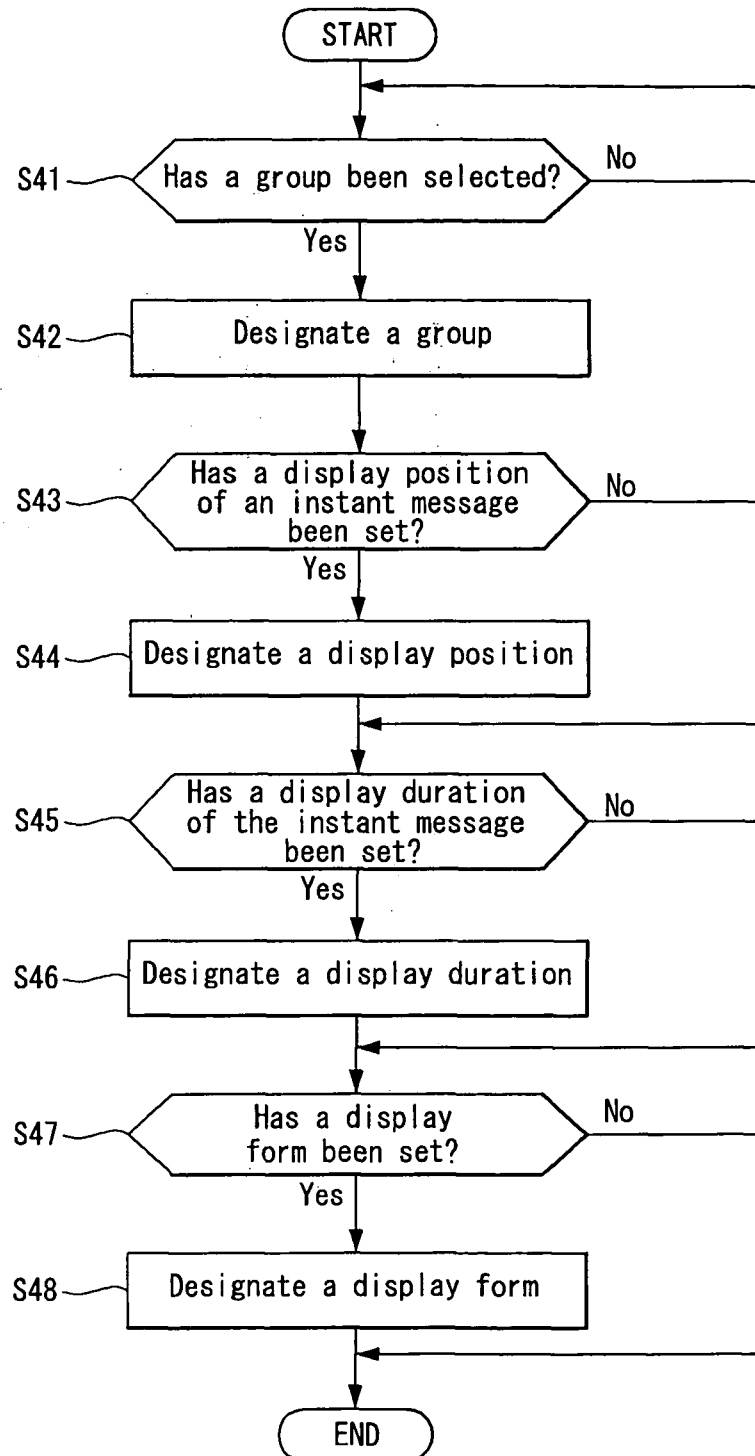 START
S41
Has a group been selected?
No
Yes
S42
Designate a group
S43
Has a display position
of an instant message
been set?
No
Yes
S44
Designate a display position
S45
Has a display duration
of the instant message
been set?
No
Yes
S46
Designate a display duration
S47
Has a display
form been set?
No
Yes
S48
Designate a display form
END